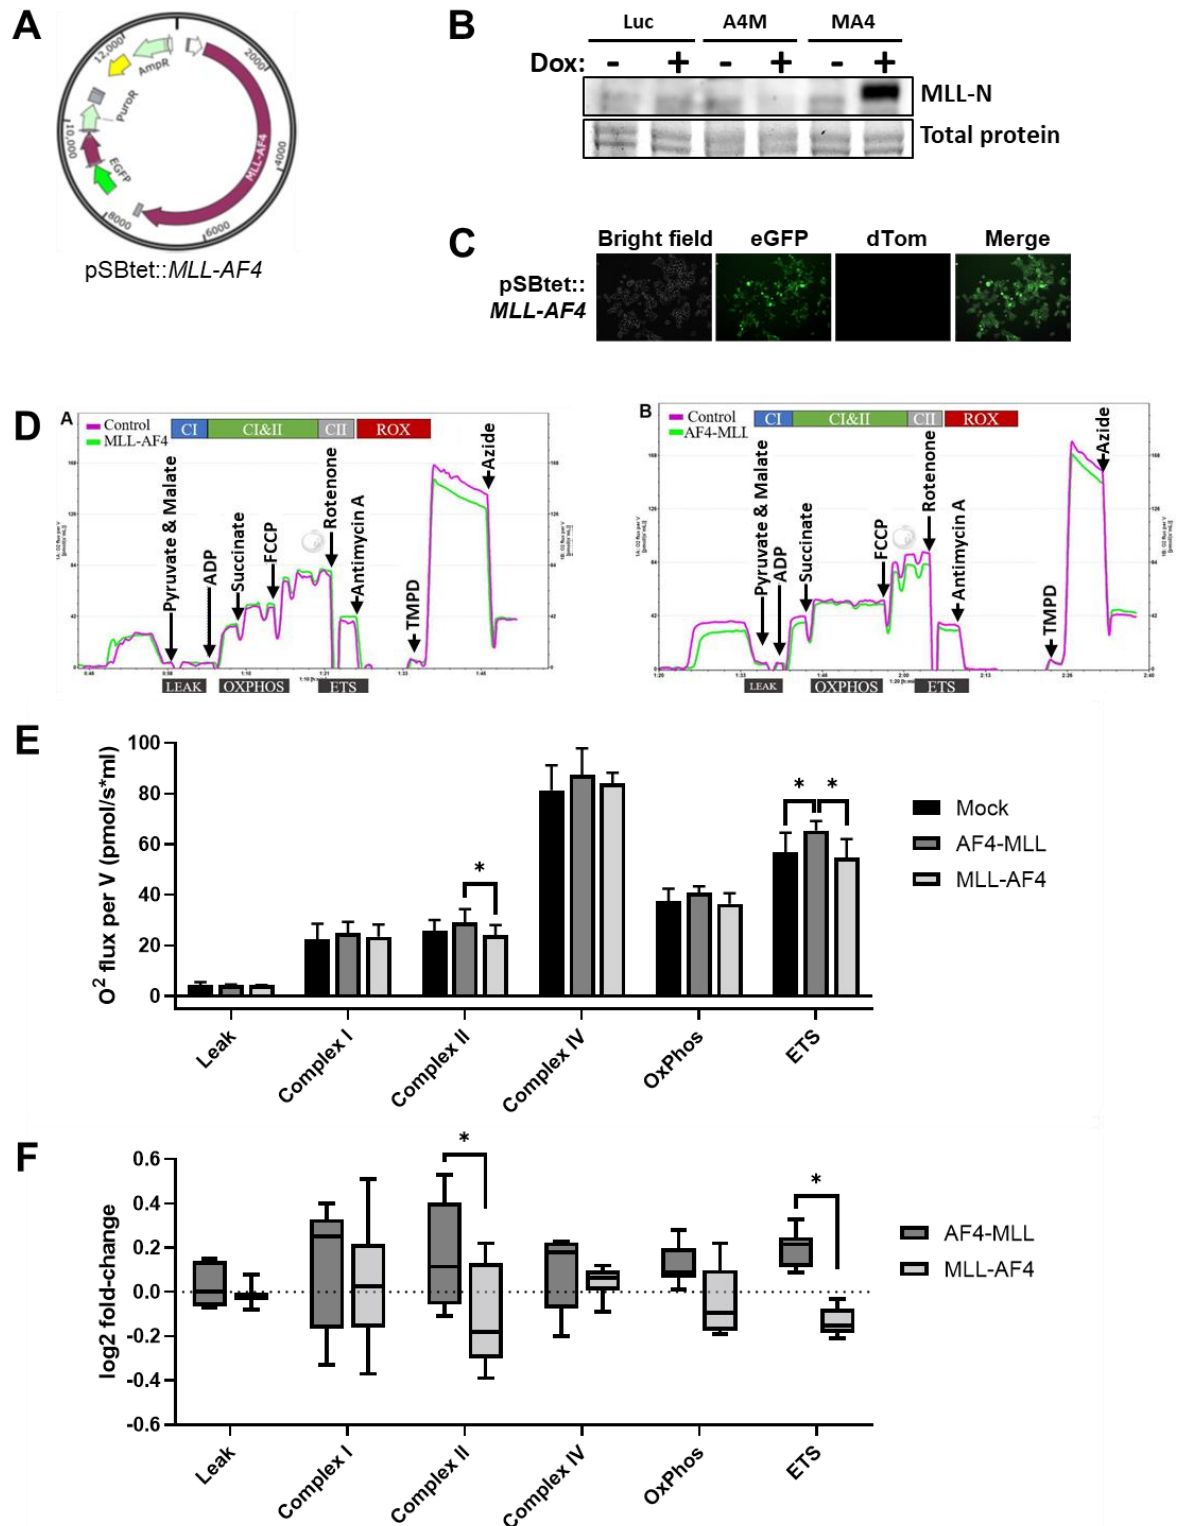 A
12,000
2000
AmpR
PuroR
10,000
MLL-AF4
EGFP
4000
8000
6000
pSBtet::MLL-AF4
B
Luc A4M MA4
Dox: - + - + - +
MLL-N
Total protein
C
Bright field eGFP dTom Merge
pSBtet::
MLL-AF4
D
A
Control
MLL-AF4
CI CI&II CII ROX
Pyruvate & Malate
ADP
Succinate
FCCP
Rotenone
Antimycin A
TMPD
Azide
LEAK OXPHOS ETS
B
Control
AF4-MLL
CI CI&II CII ROX
Pyruvate & Malate
ADP
Succinate
FCCP
Rotenone
Antimycin A
TMPD
Azide
LEAK OXPHOS ETS
E
O2 flux per V (pmol/s*ml)
100
80
60
40
20
0
* * *
Mock
AF4-MLL
MLL-AF4
Leak Complex I Complex II Complex IV OxPhos ETS
F
log2 fold-change
0.6
0.4
0.2
0.0
-0.2
-0.4
-0.6
* *
AF4-MLL
MLL-AF4
Leak Complex I Complex II Complex IV OxPhos ETS